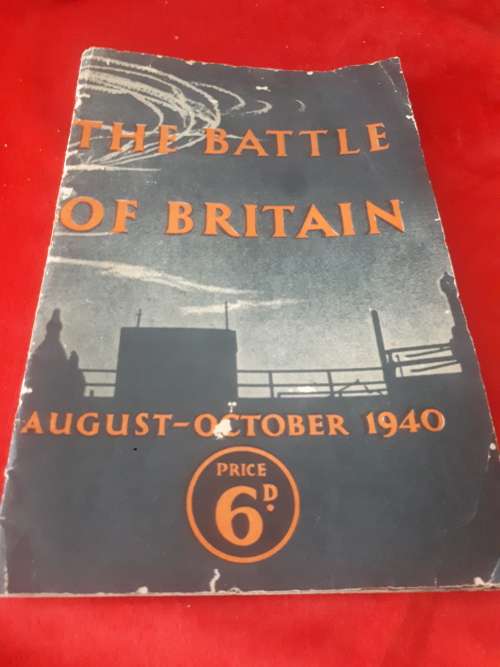 THE BATTLE
OF BRITAIN
AUGUST-OCTOBER 1940
PRICE
6D.